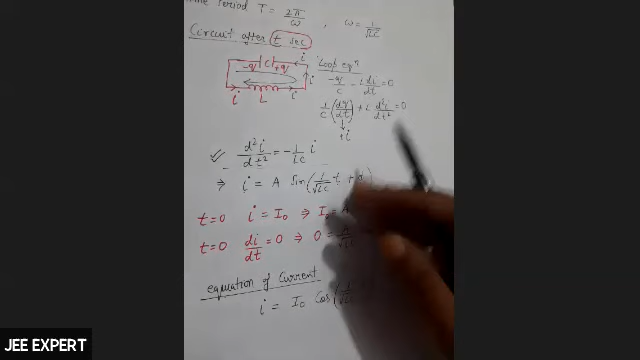 Time Period T = 2π/ω , ω = 1/√LC
Circuit after t sec
-q C +q i
i
i L i
Loop eqn
-q/C - L di/dt = 0
1/C (dq/dt) + L d²i/dt² = 0
↓
+i
✓ d²i/dt² = -1/LC i
⇒ i = A Sin(1/√LC t +
t=0 i = I₀ ⇒ I₀ = A
t=0 di/dt = 0 ⇒ 0 =
equation of Current
i = I₀ Cos(
JEE EXPERT